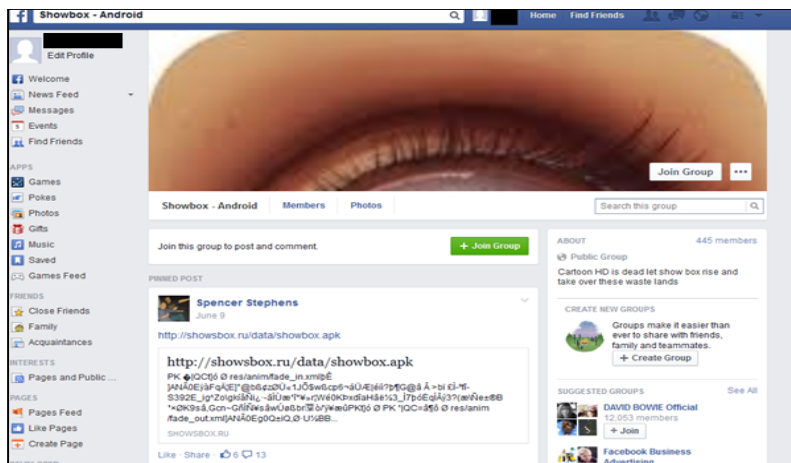 Showbox - Android
Home Find Friends
Edit Profile
Welcome
News Feed
Messages
Events
Find Friends
APPS
Games
Pokes
Photos
Gifts
Music
Saved
Games Feed
FRIENDS
Close Friends
Family
Acquaintances
INTERESTS
Pages and Public ...
PAGES
Pages Feed
Like Pages
Create Page
Join Group
Showbox - Android Members Photos
Search this group
Join this group to post and comment.
+ Join Group
PINNED POST
Spencer Stephens
June 9
http://showsbox.ru/data/showbox.apk
http://showsbox.ru/data/showbox.apk
SHOWSBOX.RU
Like · Share · 6 13
ABOUT 445 members
Public Group
Cartoon HD is dead let show box rise and
take over these waste lands
CREATE NEW GROUPS
Groups make it easier than
ever to share with friends,
family and teammates.
+ Create Group
SUGGESTED GROUPS See All
DAVID BOWIE Official
12,053 members
+ Join
Facebook Business
Advertising